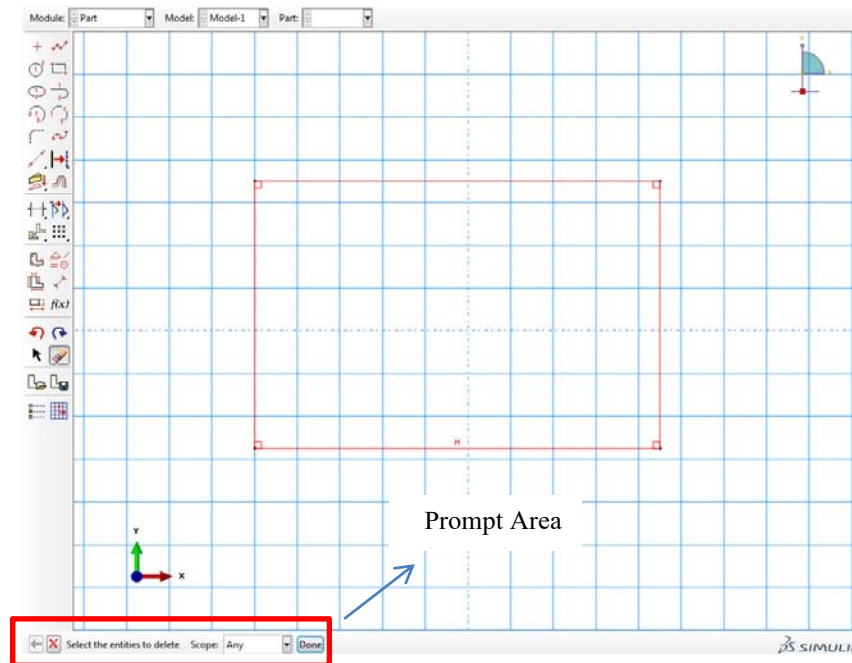 Module: Part Model: Model-1 Part:
f(x)
Y
H
Prompt Area
Y
X
Select the entities to delete Scope: Any Done
SIMULI